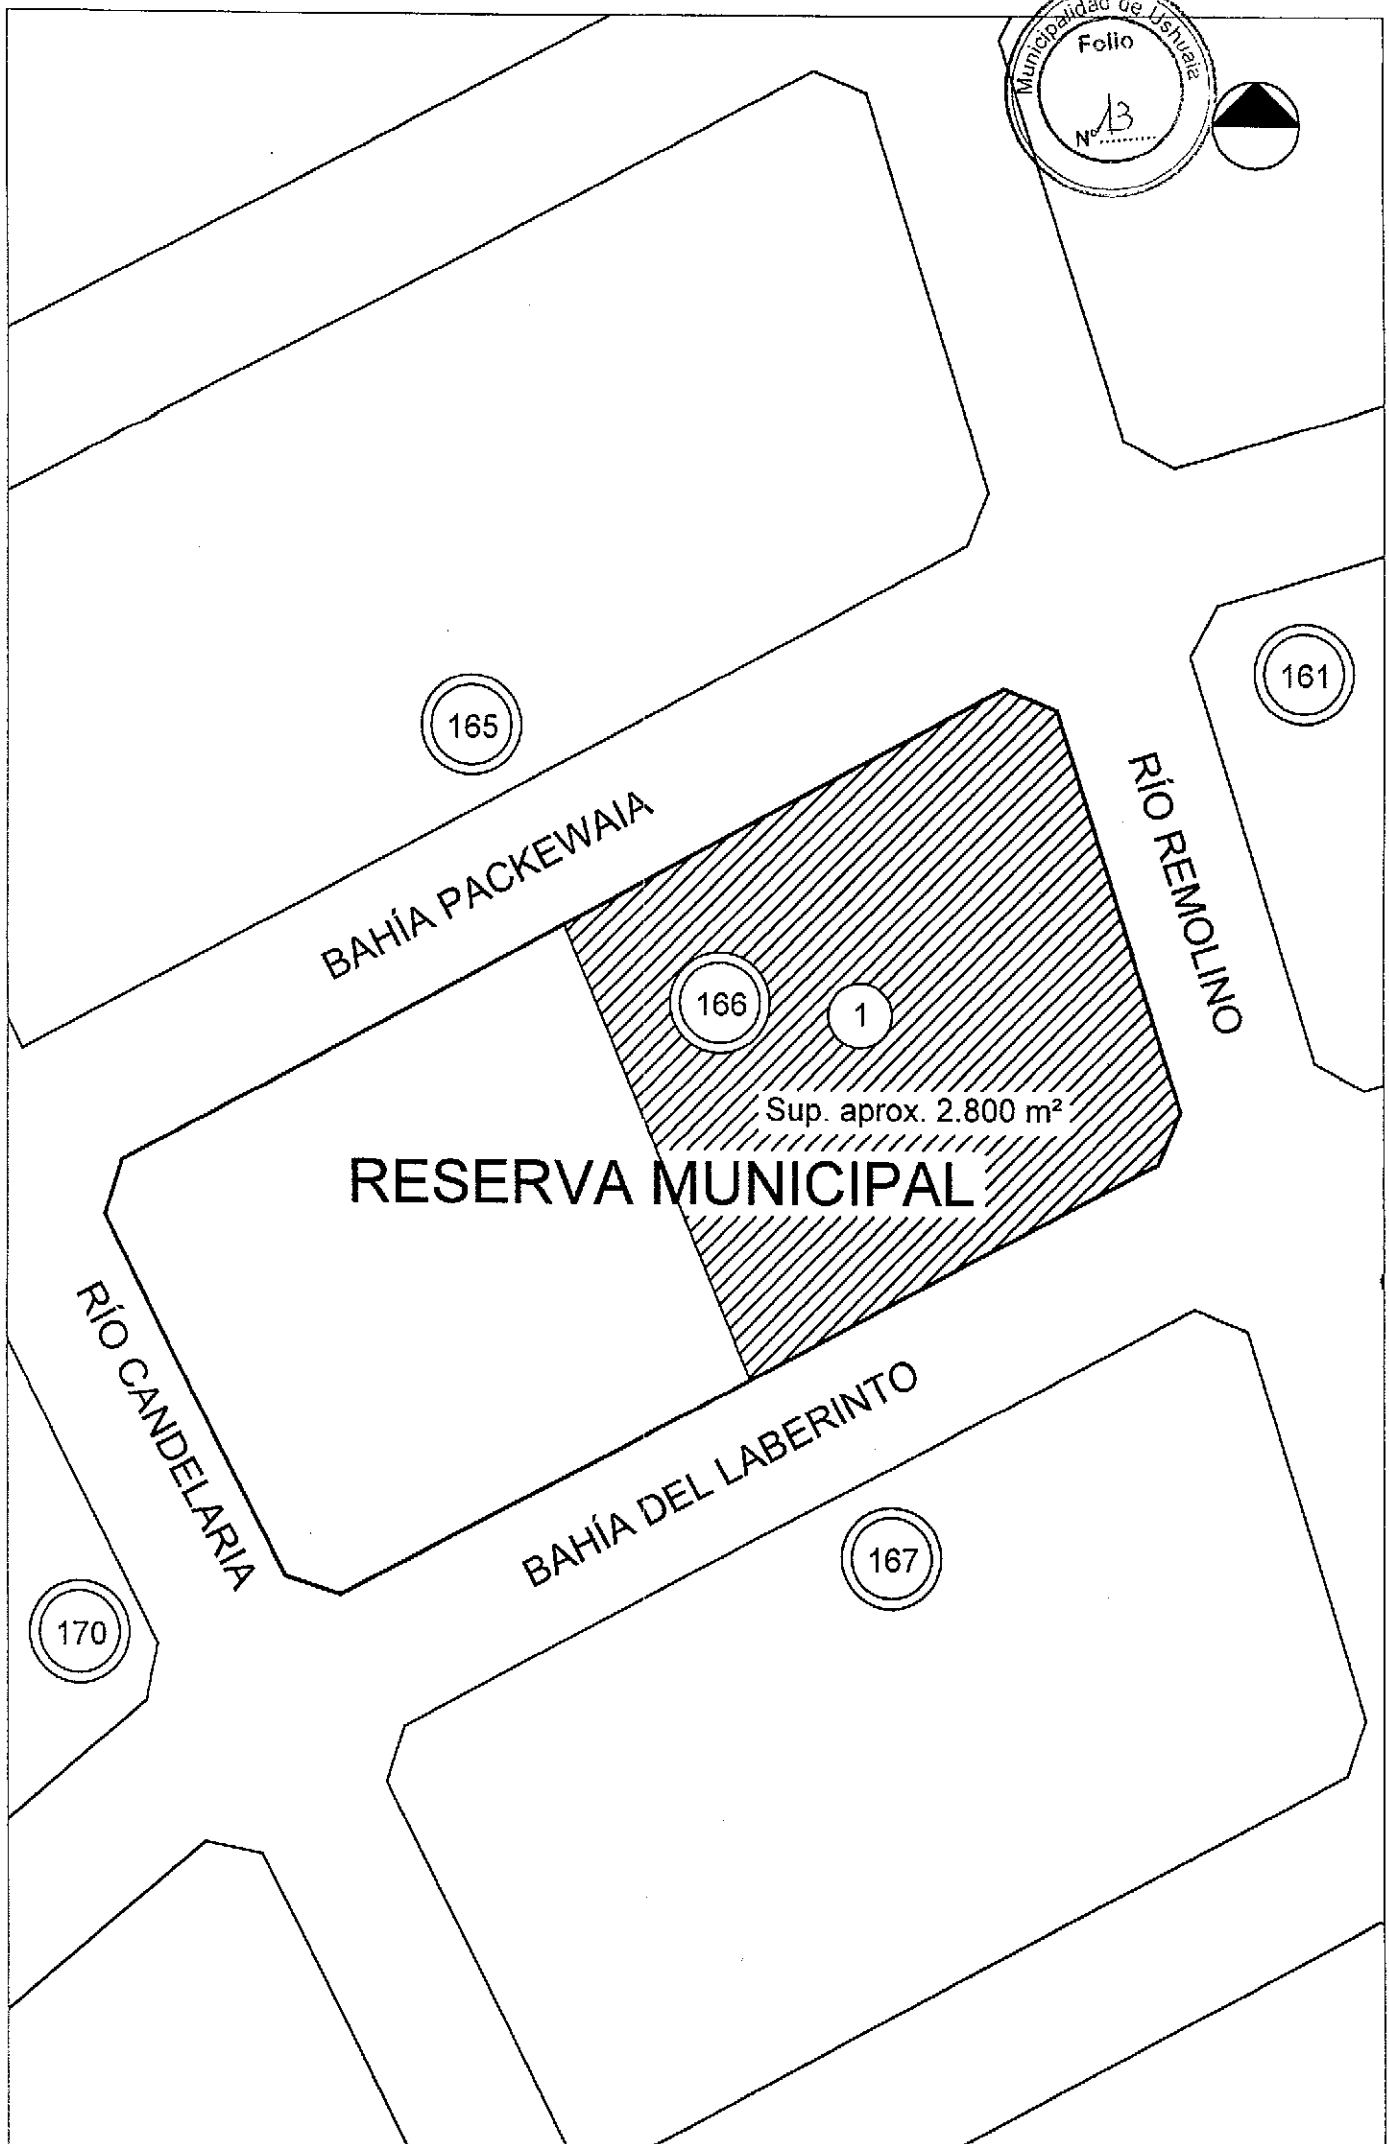 Municipalidad de Ushuaia
Folio
Nº 13
161
165
RÍO REMOLINO
BAHÍA PACKEWAIA
166
1
Sup. aprox. 2.800 m²
RESERVA MUNICIPAL
RÍO CANDELARIA
BAHÍA DEL LABERINTO
167
170